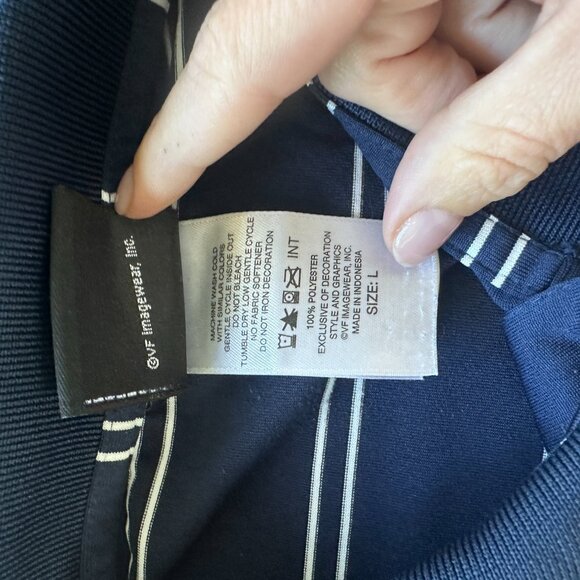 ©VF Imagewear, Inc.
MACHINE WASH COLD
WITH SIMILAR COLORS
GENTLE CYCLE INSIDE OUT
DO NOT BLEACH
TUMBLE DRY LOW GENTLE CYCLE
NO FABRIC SOFTENER
DO NOT IRON DECORATION
INT
100% POLYESTER
EXCLUSIVE OF DECORATION
STYLE AND GRAPHICS
©VF IMAGEWEAR, INC.
MADE IN INDONESIA
SIZE: L